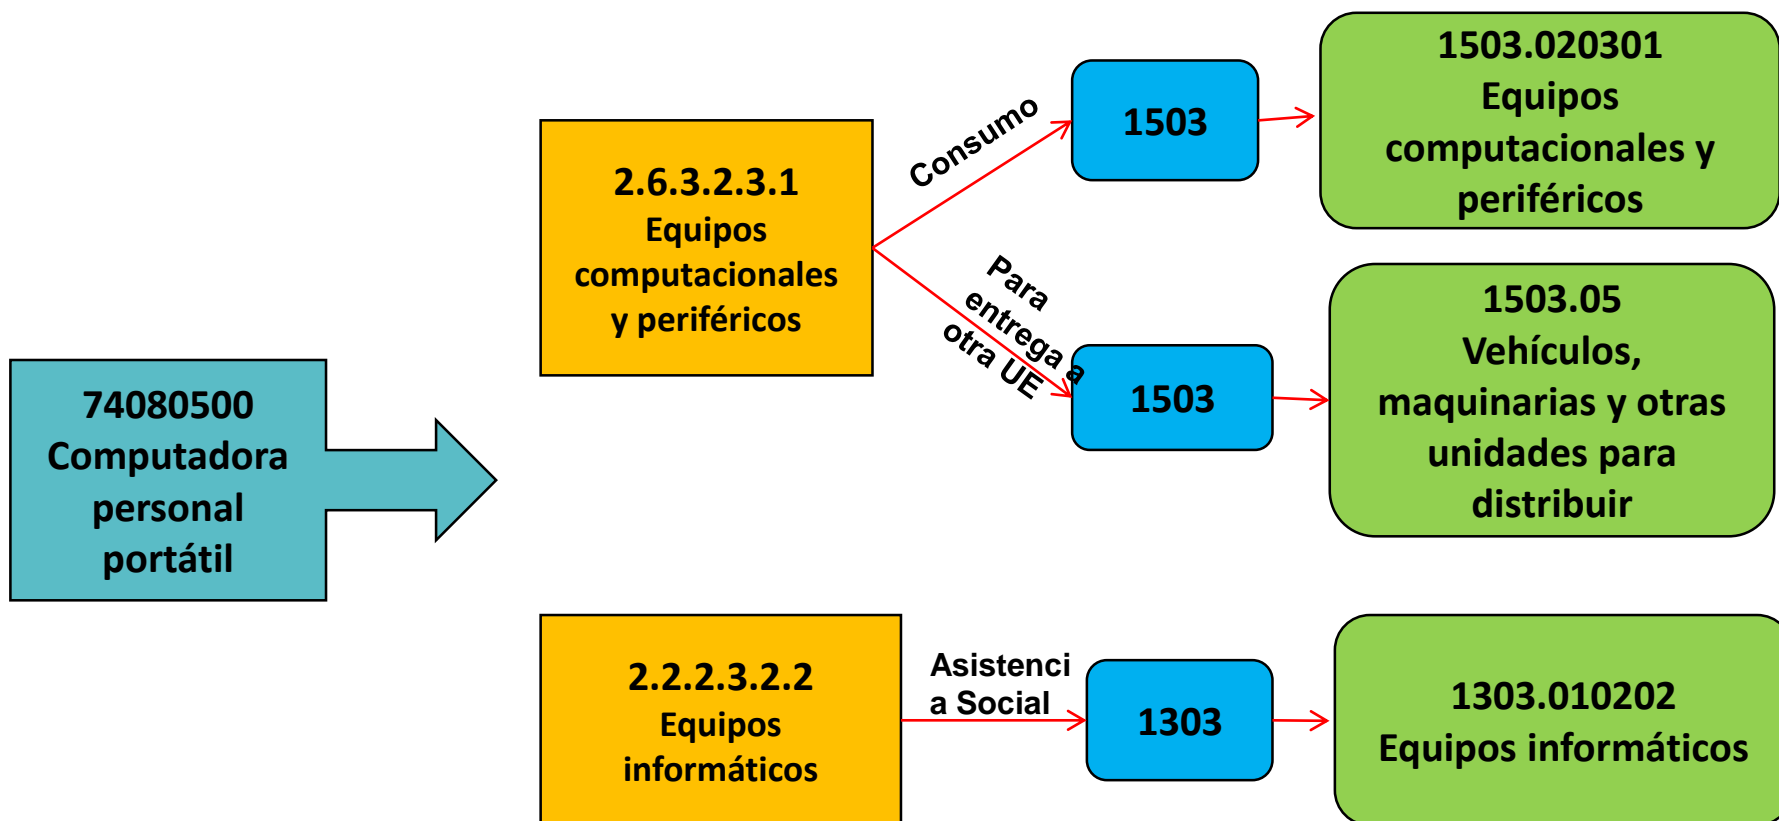 74080500
Computadora
personal
portátil
2.6.3.2.3.1
Equipos
computacionales
y periféricos
Consumo
1503
1503.020301
Equipos
computacionales y
periféricos
Para
entrega a
otra UE
1503
1503.05
Vehículos,
maquinarias y otras
unidades para
distribuir
2.2.2.3.2.2
Equipos
informáticos
Asistenci
a Social
1303
1303.010202
Equipos informáticos